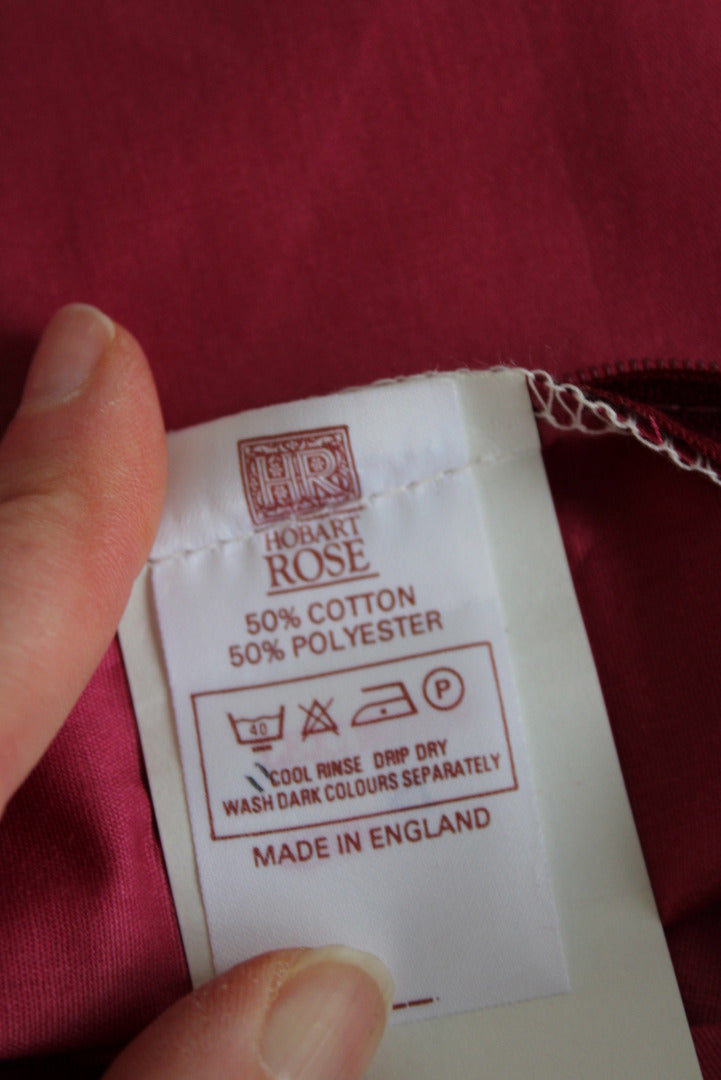 HR
HOBART
ROSE
50% COTTON
50% POLYESTER
40 P
COOL RINSE DRIP DRY
WASH DARK COLOURS SEPARATELY
MADE IN ENGLAND